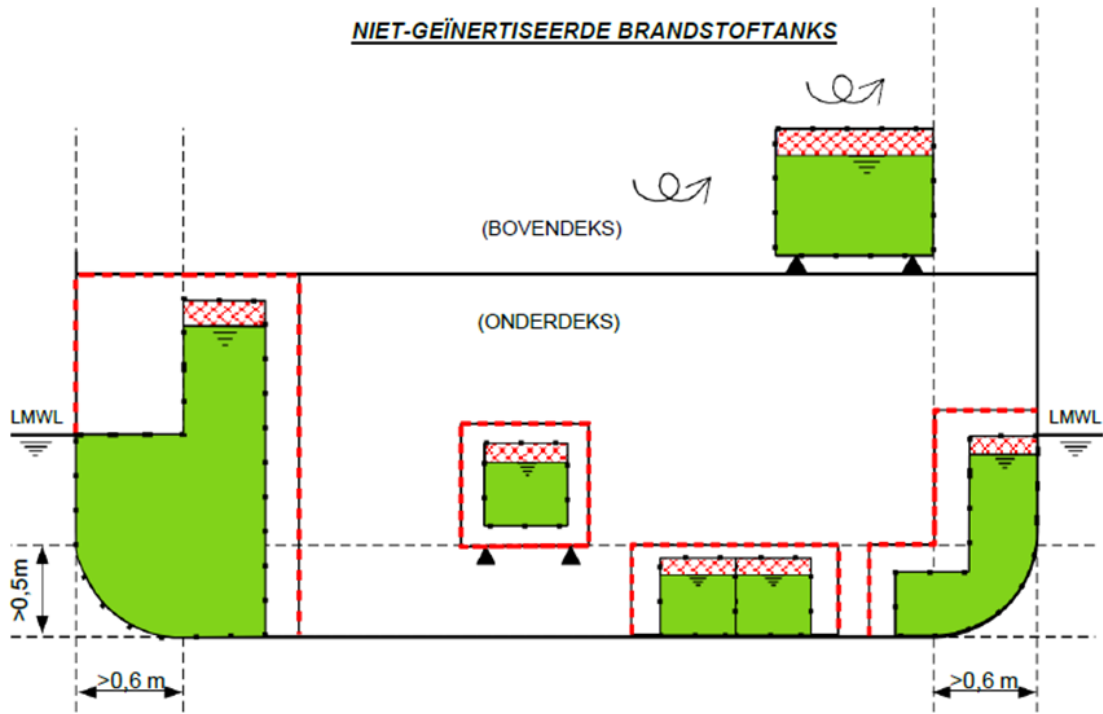 NIET-GEÏNERTISEERDE BRANDSTOFTANKS
(BOVENDEKS)
(ONDERDEKS)
LMWL
LMWL
>0,5m
>0,6 m
>0,6 m